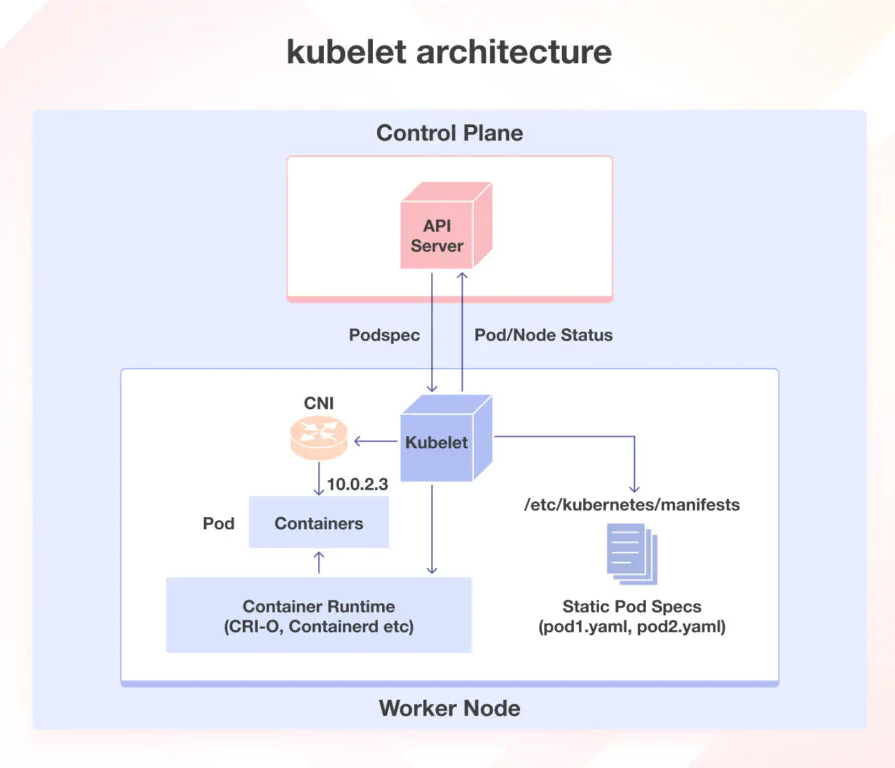 kubelet architecture
Control Plane
API
Server
Podspec
Pod/Node Status
CNI
Kubelet
10.0.2.3
/etc/kubernetes/manifests
Pod
Containers
Container Runtime
(CRI-O, Containerd etc)
Static Pod Specs
(pod1.yaml, pod2.yaml)
Worker Node